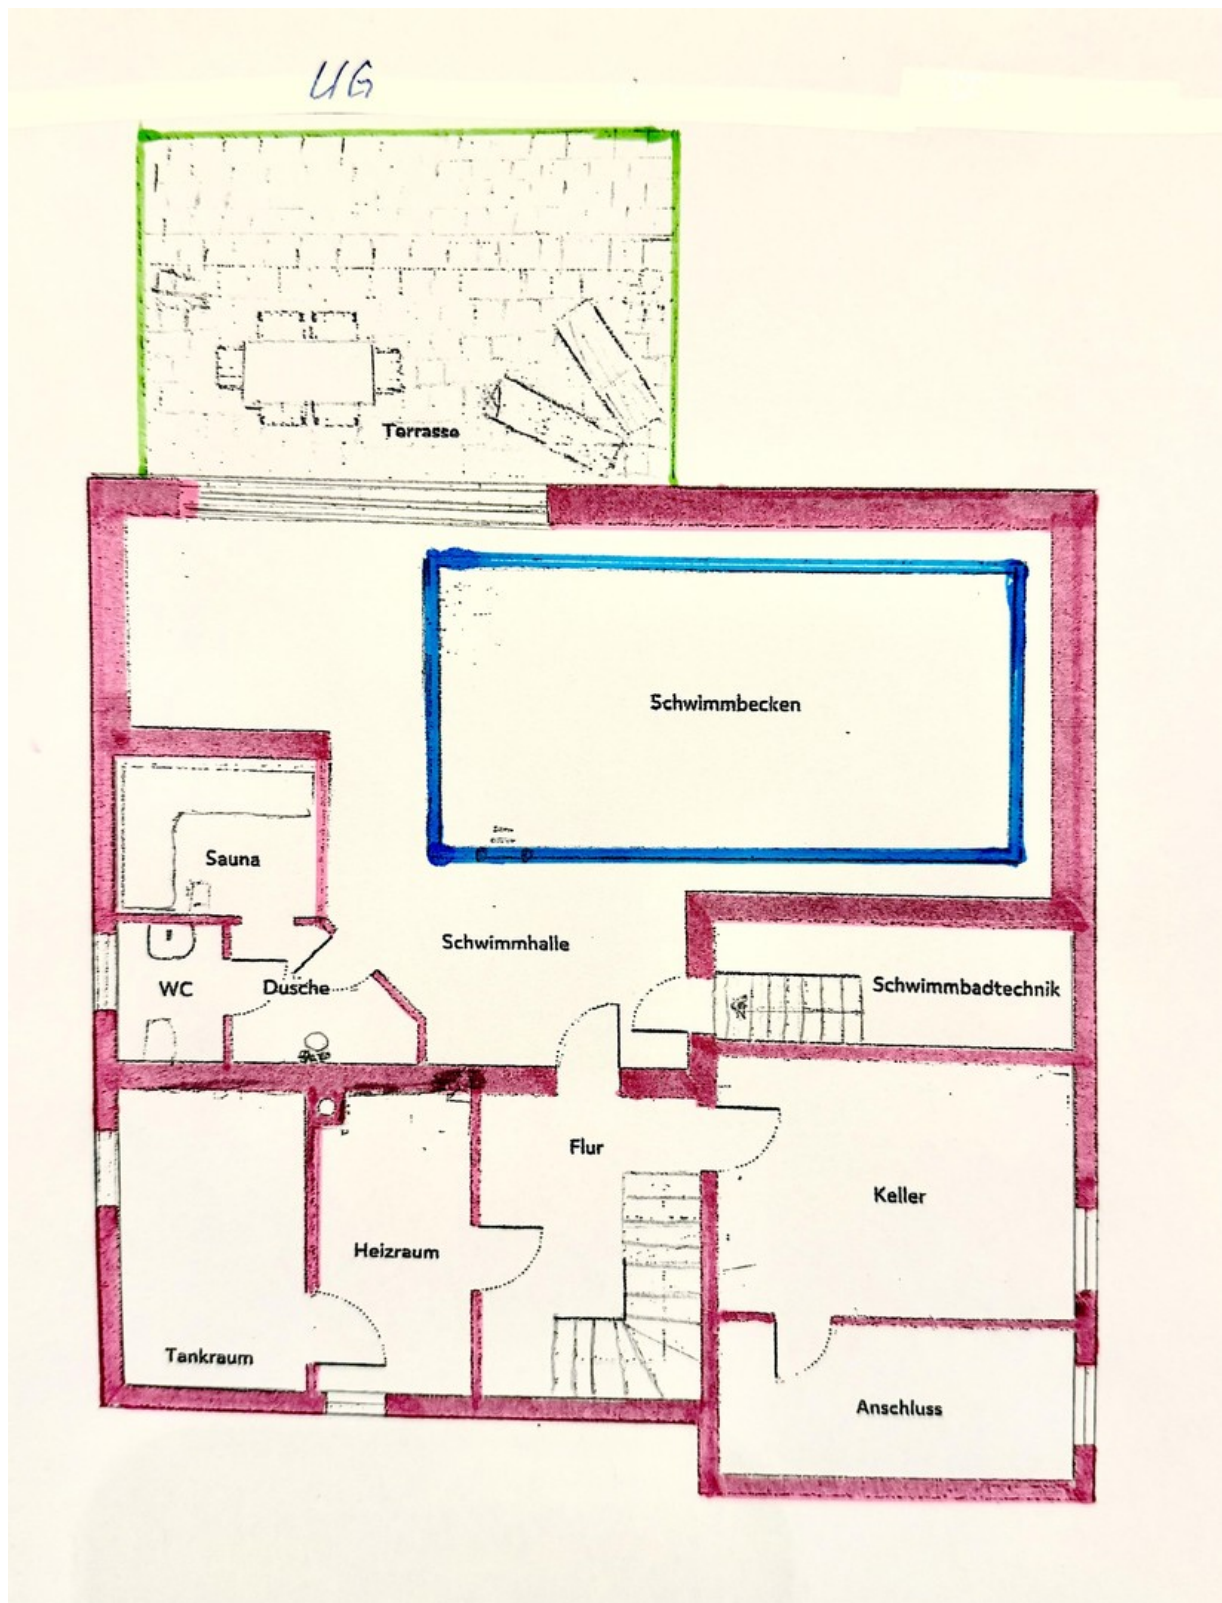 UG
Terrasse
Schwimmbecken
Sauna
Schwimmhalle
WC
Dusche
Schwimmbadtechnik
Flur
Keller
Heizraum
Tankraum
Anschluss